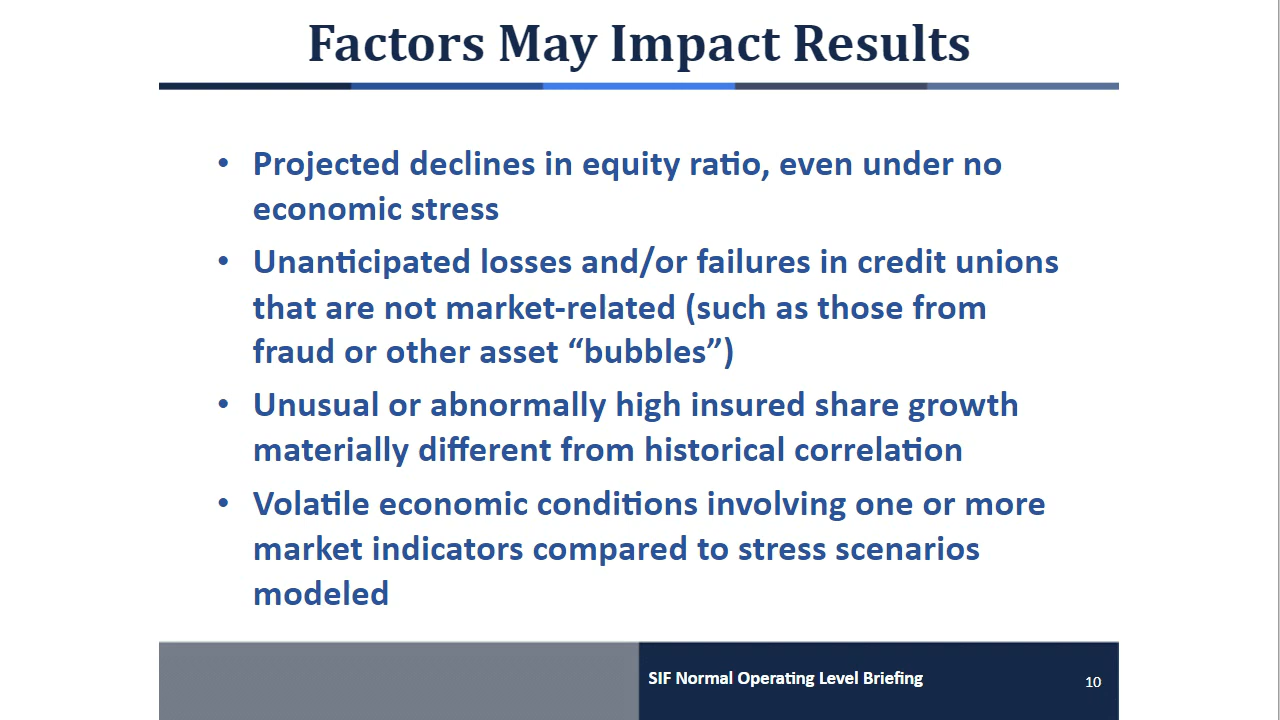 Factors May Impact Results
• Projected declines in equity ratio, even under no
economic stress
• Unanticipated losses and/or failures in credit unions
that are not market-related (such as those from
fraud or other asset “bubbles”)
• Unusual or abnormally high insured share growth
materially different from historical correlation
• Volatile economic conditions involving one or more
market indicators compared to stress scenarios
modeled
SIF Normal Operating Level Briefing
10